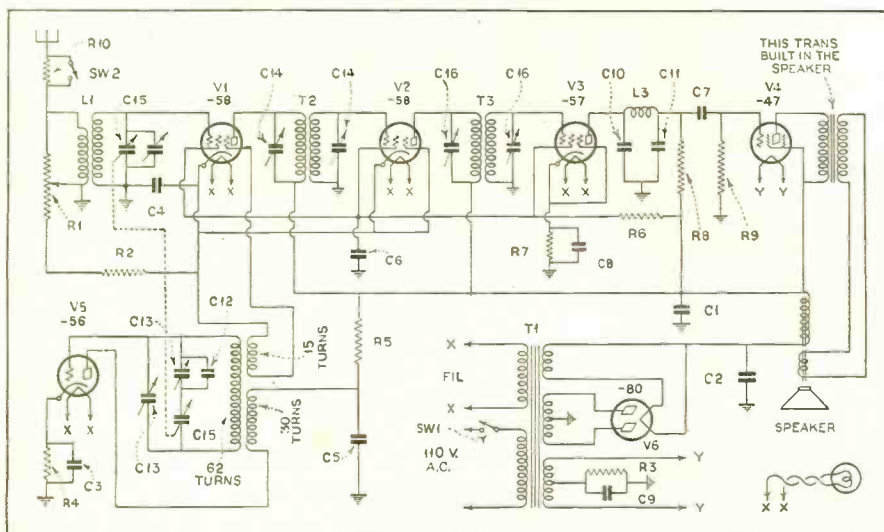 THIS TRANS
BUILT IN THE
SPEAKER
R10
SW2
L1
C15
V1
-58
C14
T2
C14
V2
-58
C16
T3
C16
V3
-57
C10
L3
C11
C7
V4
-47
X X
X X
X X
Y Y
R1
C4
R2
C6
R7
C8
R6
R8
R9
V5
-56
C13
C12
15
TURNS
R5
C1
X
T1
FIL
C2
X
-80
X X
C15
30
TURNS
SW1
V6
SPEAKER
C13
62
TURNS
C5
110 V.
A.C.
Y
R3
R4
C3
C9
Y
X X